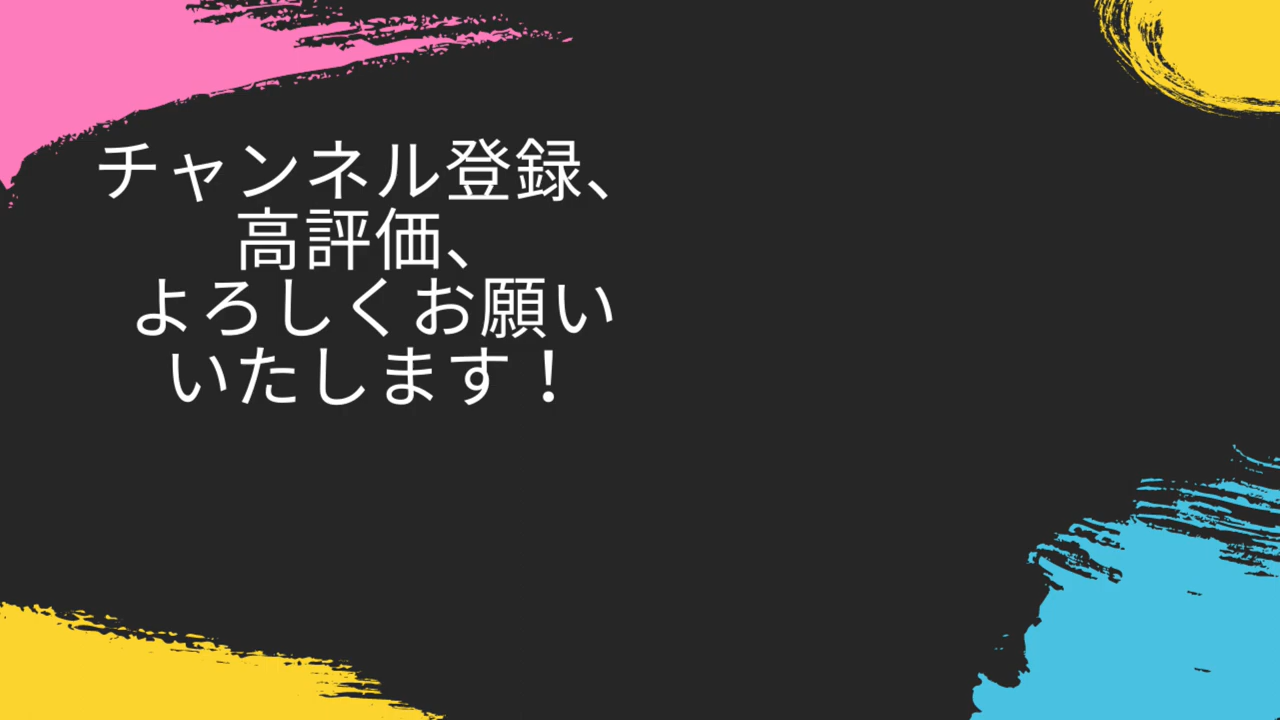 チャンネル登録、
高評価、
よろしくお願い
いたします！